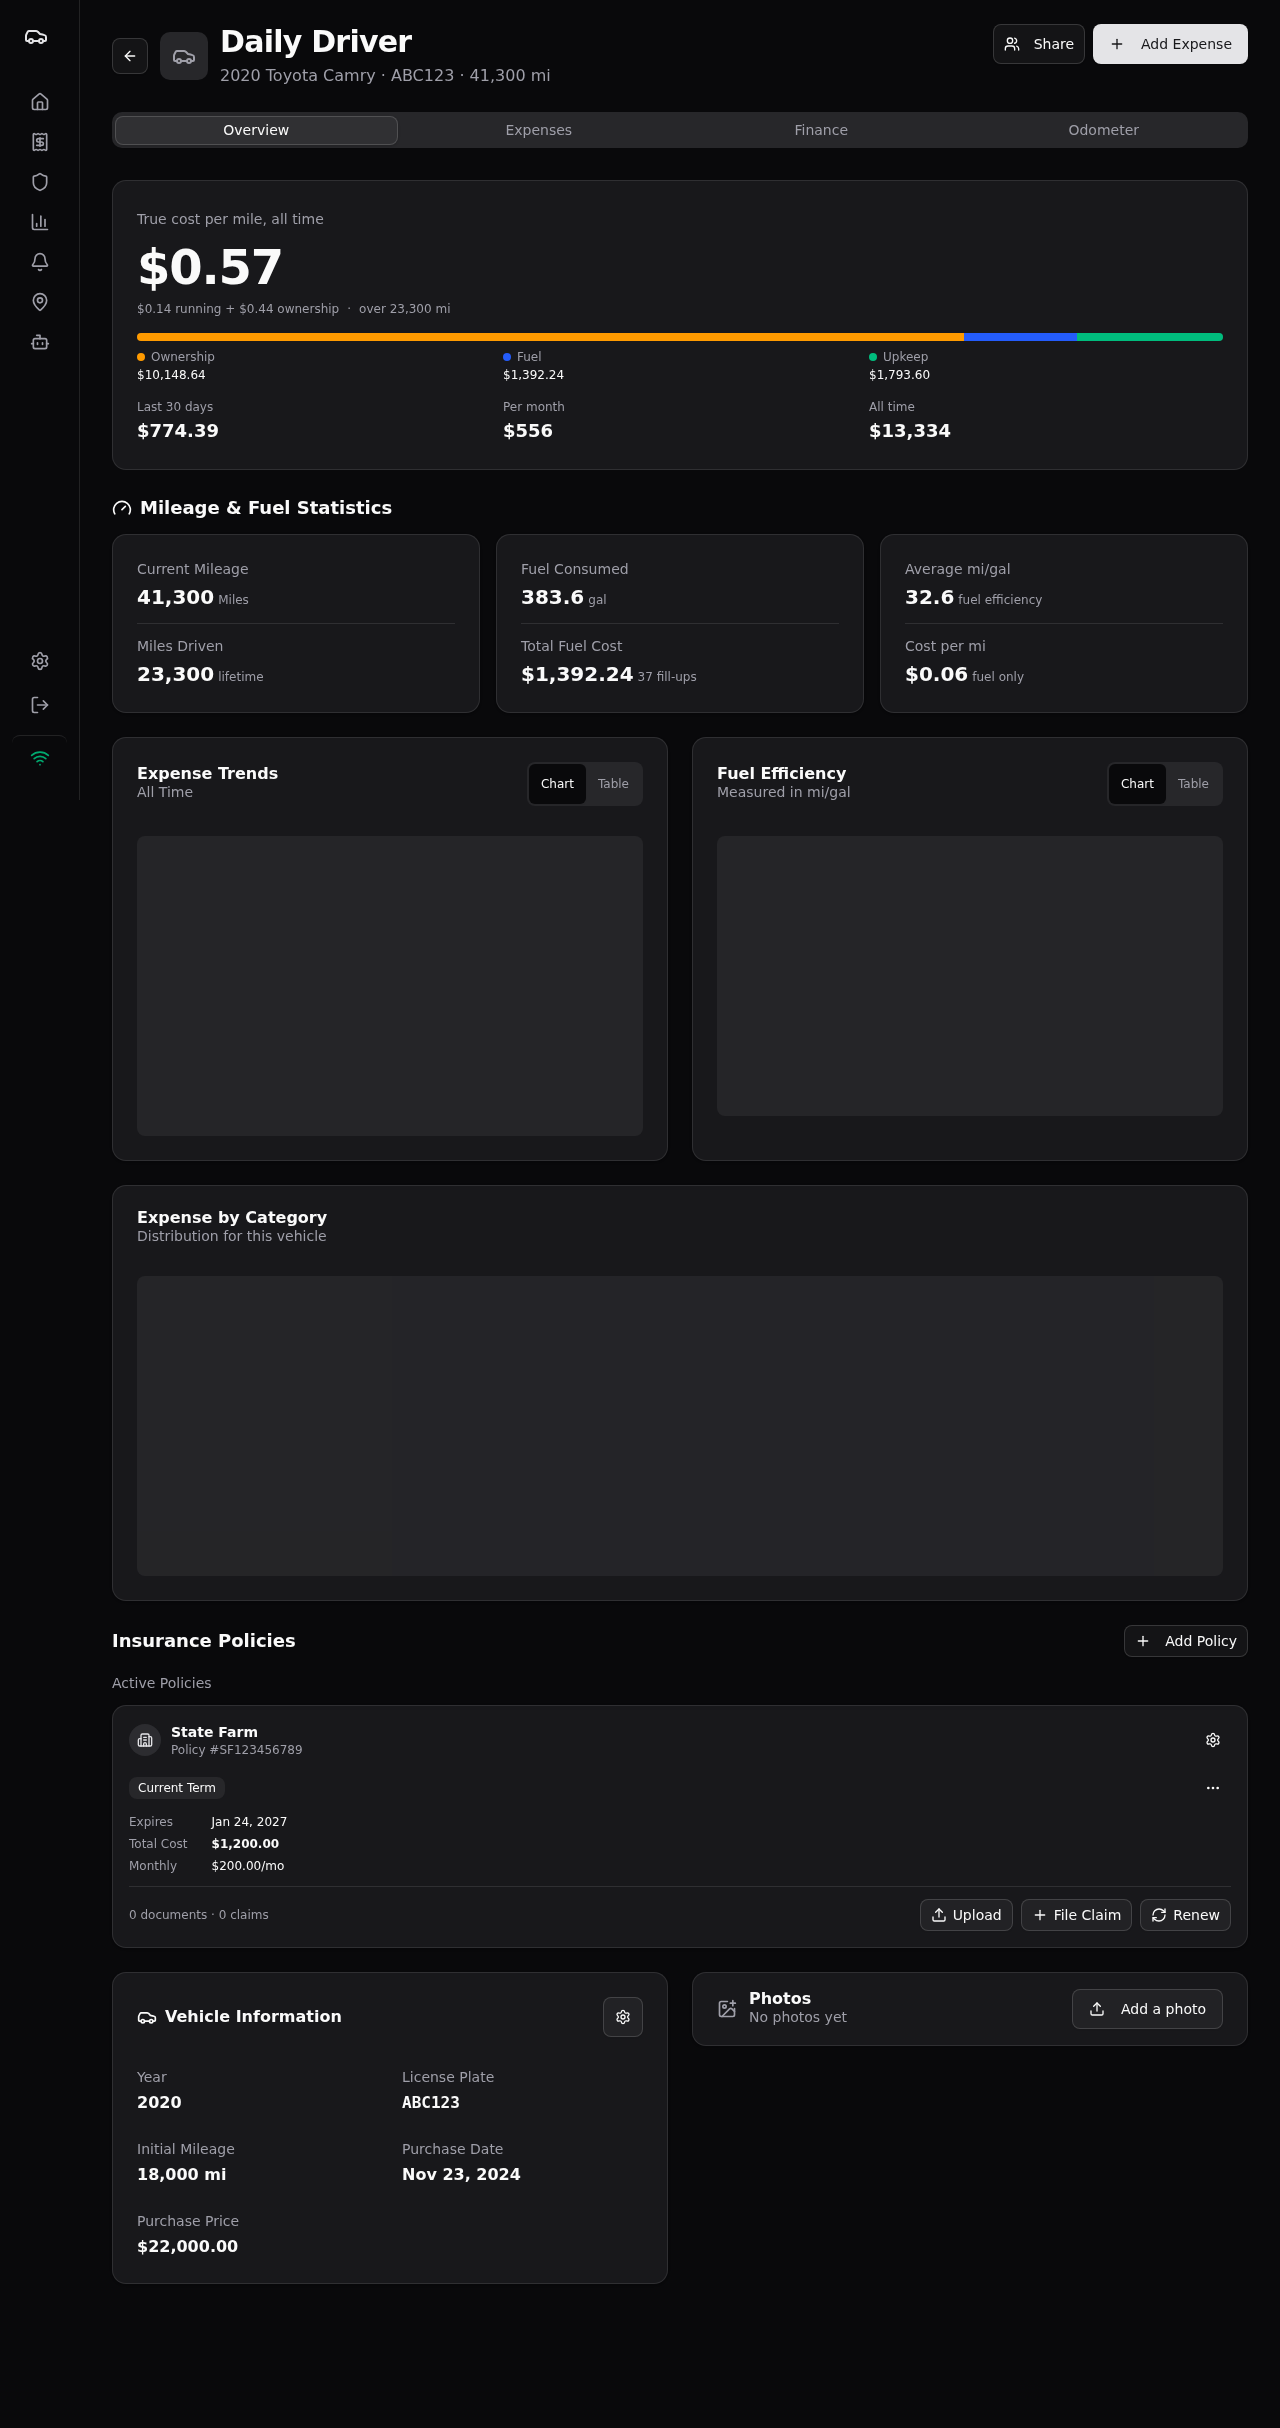 Daily Driver
2020 Toyota Camry · ABC123 · 41,300 mi
Share
Add Expense
Overview
Expenses
Finance
Odometer
True cost per mile, all time
$0.57
$0.14 running + $0.44 ownership · over 23,300 mi
Ownership
$10,148.64
Fuel
$1,392.24
Upkeep
$1,793.60
Last 30 days
$774.39
Per month
$556
All time
$13,334
Mileage & Fuel Statistics
Current Mileage
41,300 Miles
Miles Driven
23,300 lifetime
Fuel Consumed
383.6 gal
Total Fuel Cost
$1,392.24 37 fill-ups
Average mi/gal
32.6 fuel efficiency
Cost per mi
$0.06 fuel only
Expense Trends
All Time
Chart
Table
Fuel Efficiency
Measured in mi/gal
Chart
Table
Expense by Category
Distribution for this vehicle
Insurance Policies
Add Policy
Active Policies
State Farm
Policy #SF123456789
Current Term
Expires Jan 24, 2027
Total Cost $1,200.00
Monthly $200.00/mo
0 documents · 0 claims
Upload
File Claim
Renew
Vehicle Information
Year
2020
License Plate
ABC123
Initial Mileage
18,000 mi
Purchase Date
Nov 23, 2024
Purchase Price
$22,000.00
Photos
No photos yet
Add a photo